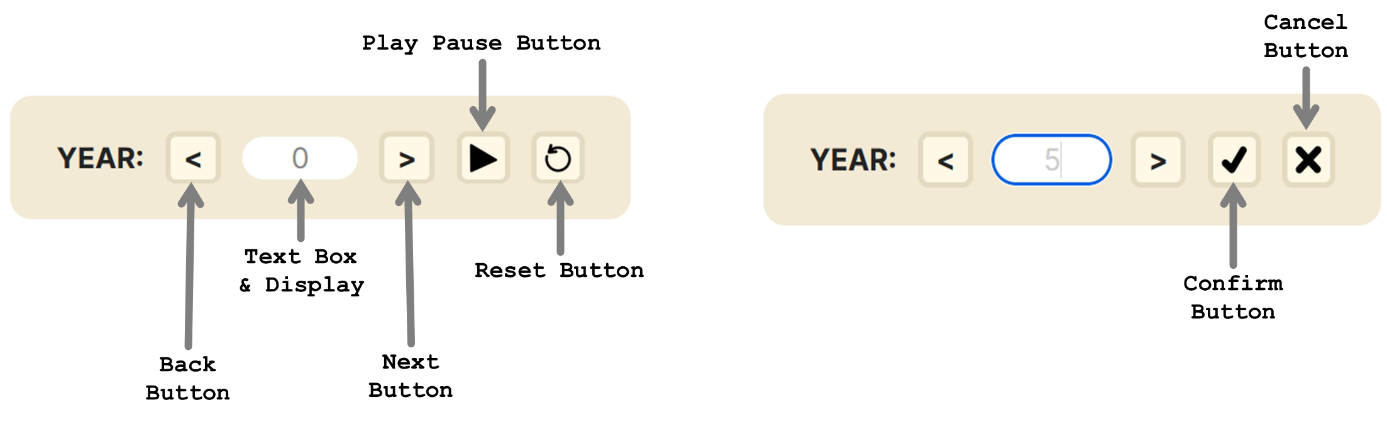 Play Pause Button
YEAR: < 0 >
Text Box
& Display
Reset Button
Back
Button
Next
Button
Cancel
Button
YEAR: < 5 >
Confirm
Button